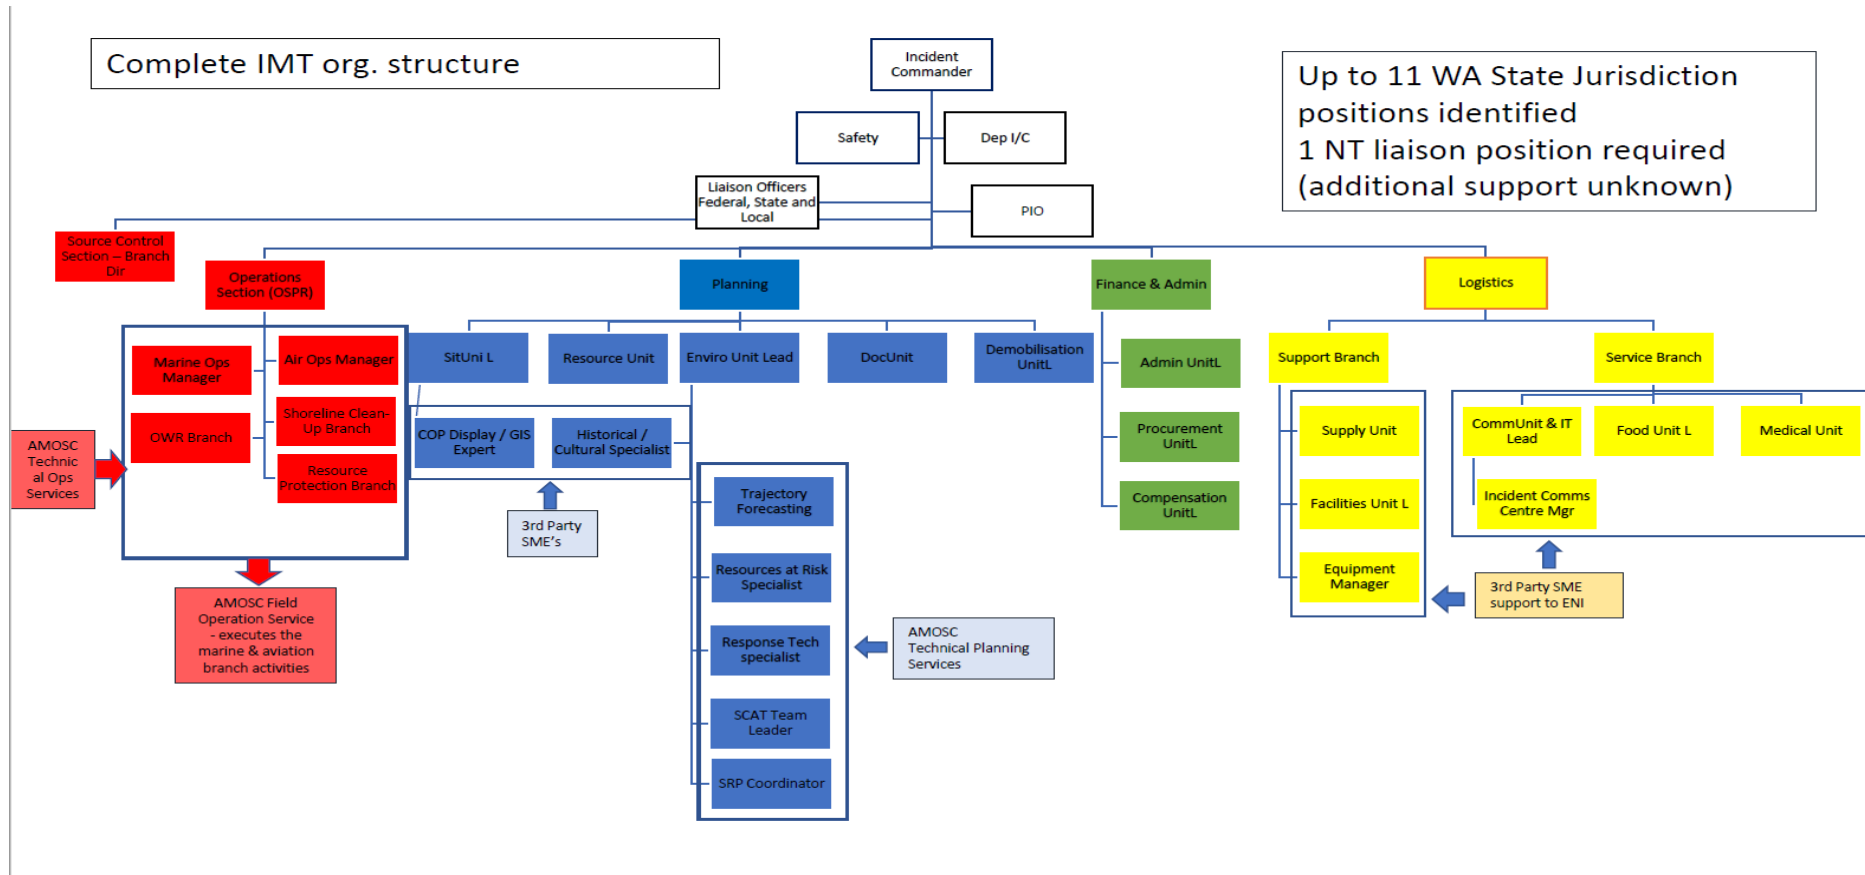 Complete IMT org. structure
Incident
Commander
Up to 11 WA State Jurisdiction
positions identified
1 NT liaison position required
(additional support unknown)
Safety
Dep I/C
Liaison Officers
Federal, State and
Local
PIO
Source Control
Section – Branch
Dir
Operations
Section (OSPR)
Planning
Finance & Admin
Logistics
Marine Ops
Manager
Air Ops Manager
OWR Branch
Shoreline Clean-
Up Branch
Resource
Protection Branch
AMOSC
Technic
al Ops
Services
AMOSC Field
Operation Service
- executes the
marine & aviation
branch activities
SitUni L
Resource Unit
Enviro Unit Lead
DocUnit
Demobilisation
UnitL
COP Display / GIS
Expert
Historical /
Cultural Specialist
3rd Party
SME's
Trajectory
Forecasting
Resources at Risk
Specialist
Response Tech
specialist
SCAT Team
Leader
SRP Coordinator
AMOSC
Technical Planning
Services
Admin UnitL
Procurement
UnitL
Compensation
UnitL
Support Branch
Service Branch
Supply Unit
Facilities Unit L
Equipment
Manager
CommUnit & IT
Lead
Food Unit L
Medical Unit
Incident Comms
Centre Mgr
3rd Party SME
support to ENI